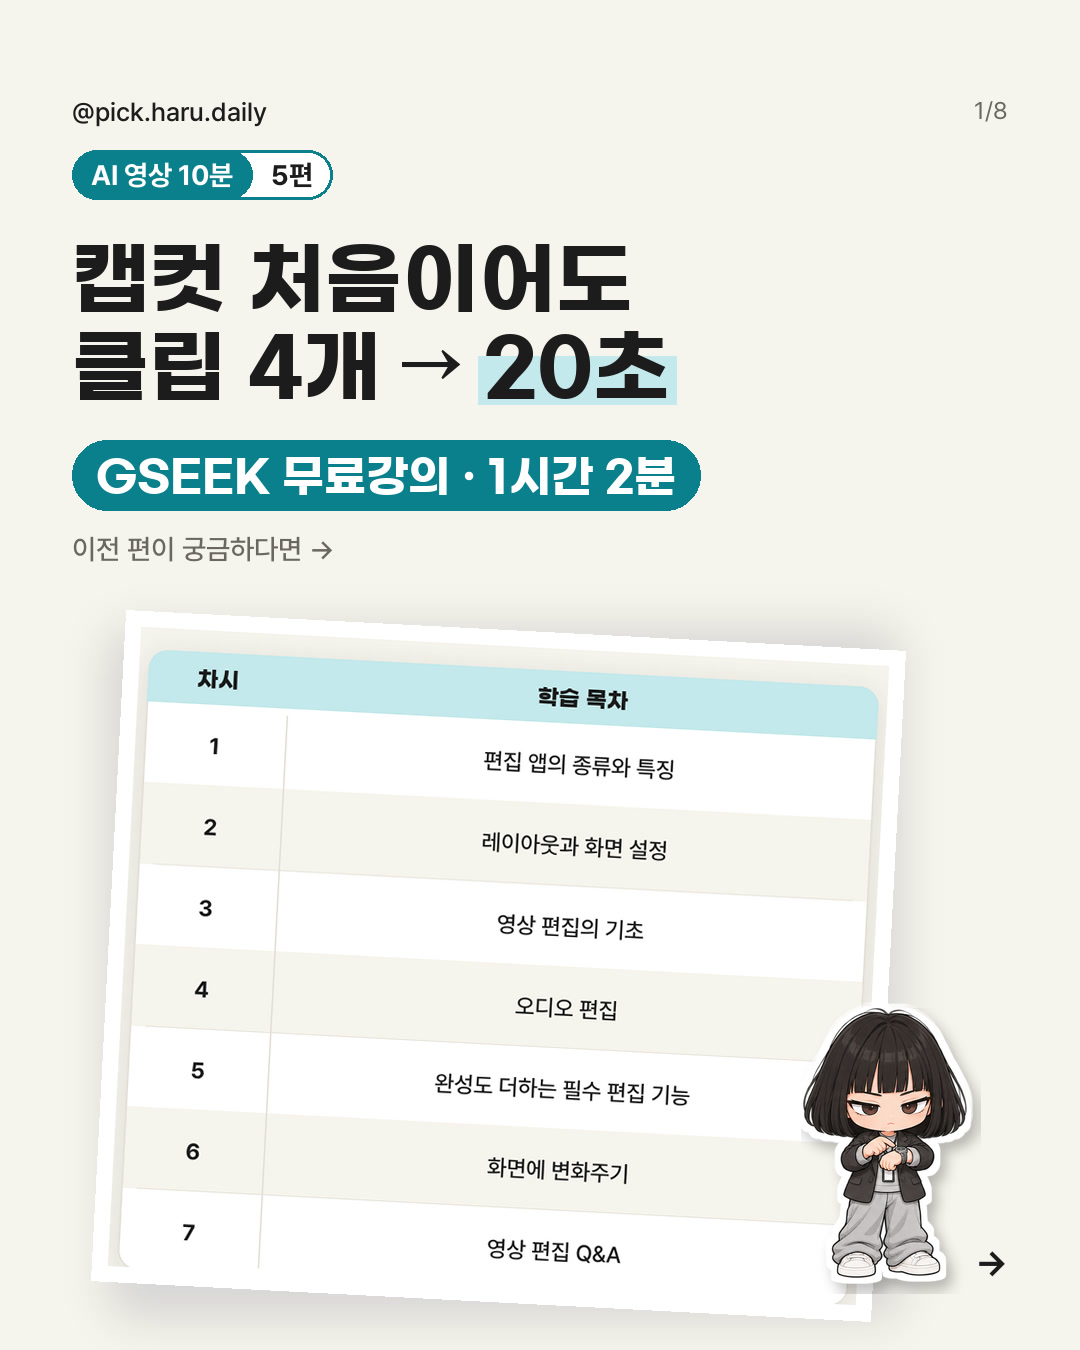 @pick.haru.daily
1/8
AI 영상 10분 5편
캡컷 처음이어도
클립 4개 → 20초
GSEEK 무료강의 · 1시간 2분
이전 편이 궁금하다면 →
차시 학습 목차
1 편집 앱의 종류와 특징
2 레이아웃과 화면 설정
3 영상 편집의 기초
4 오디오 편집
5 완성도 더하는 필수 편집 기능
6 화면에 변화주기
7 영상 편집 Q&A
→